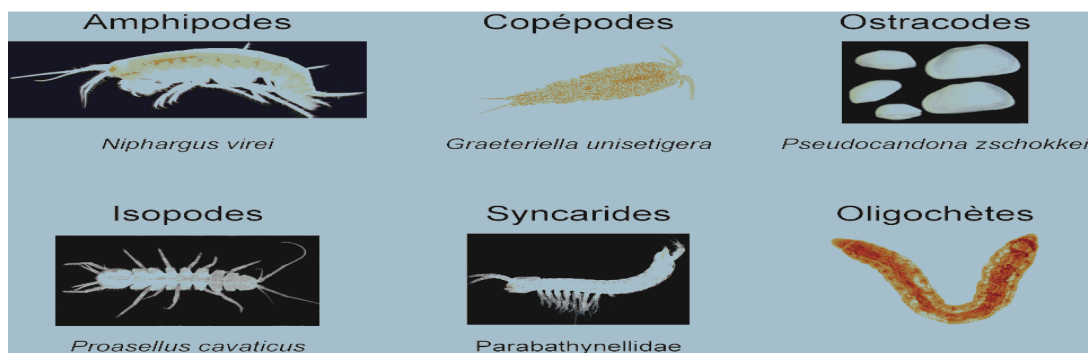 Amphipodes
Copépodes
Ostracodes
Niphargus virei
Graeteriella unisetigera
Pseudocandona zschokkei
Isopodes
Syncarides
Oligochètes
Proasellus cavaticus
Parabathynellidae